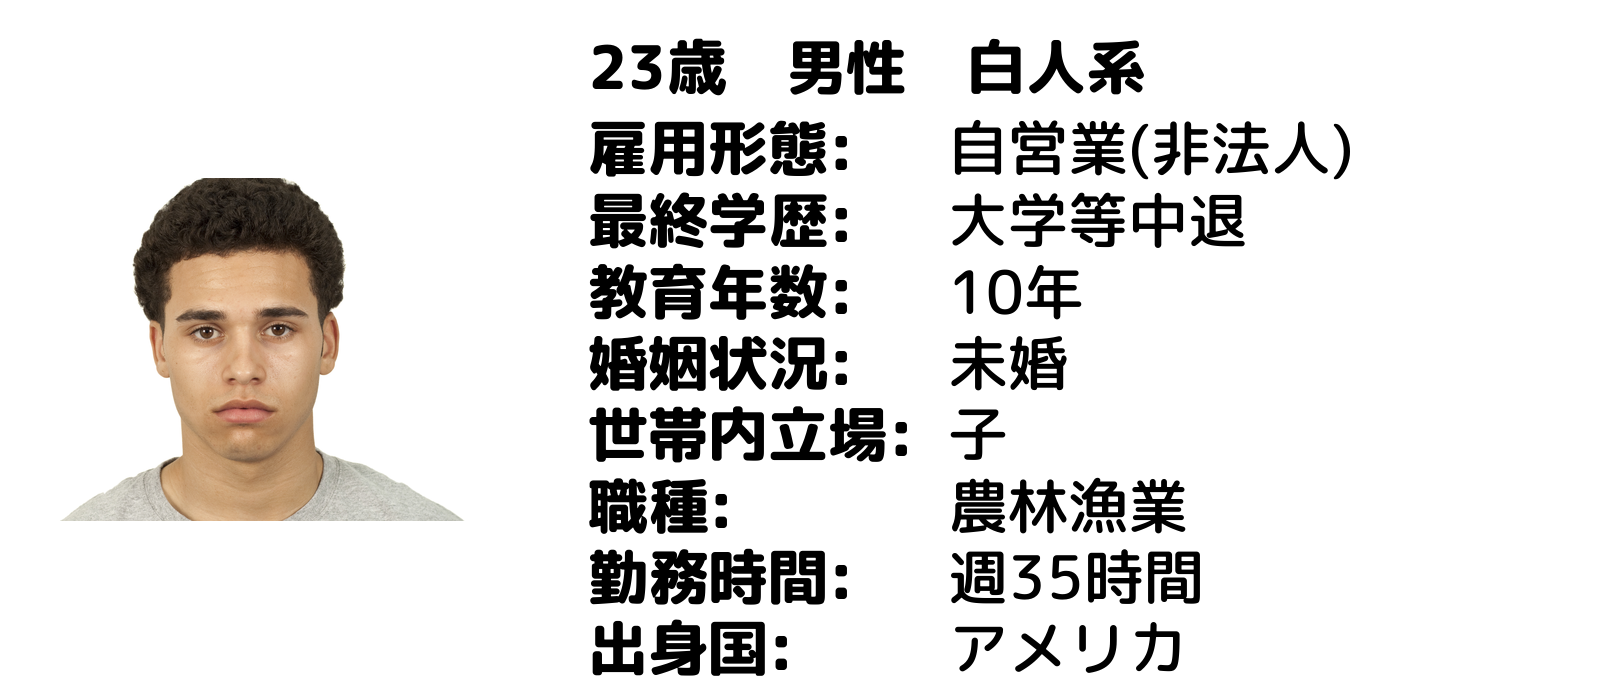 23歳　男性　白人系
雇用形態:　自営業(非法人)
最終学歴:　大学等中退
教育年数:　10年
婚姻状況:　未婚
世帯内立場:　子
職種:　農林漁業
勤務時間:　週35時間
出身国:　アメリカ